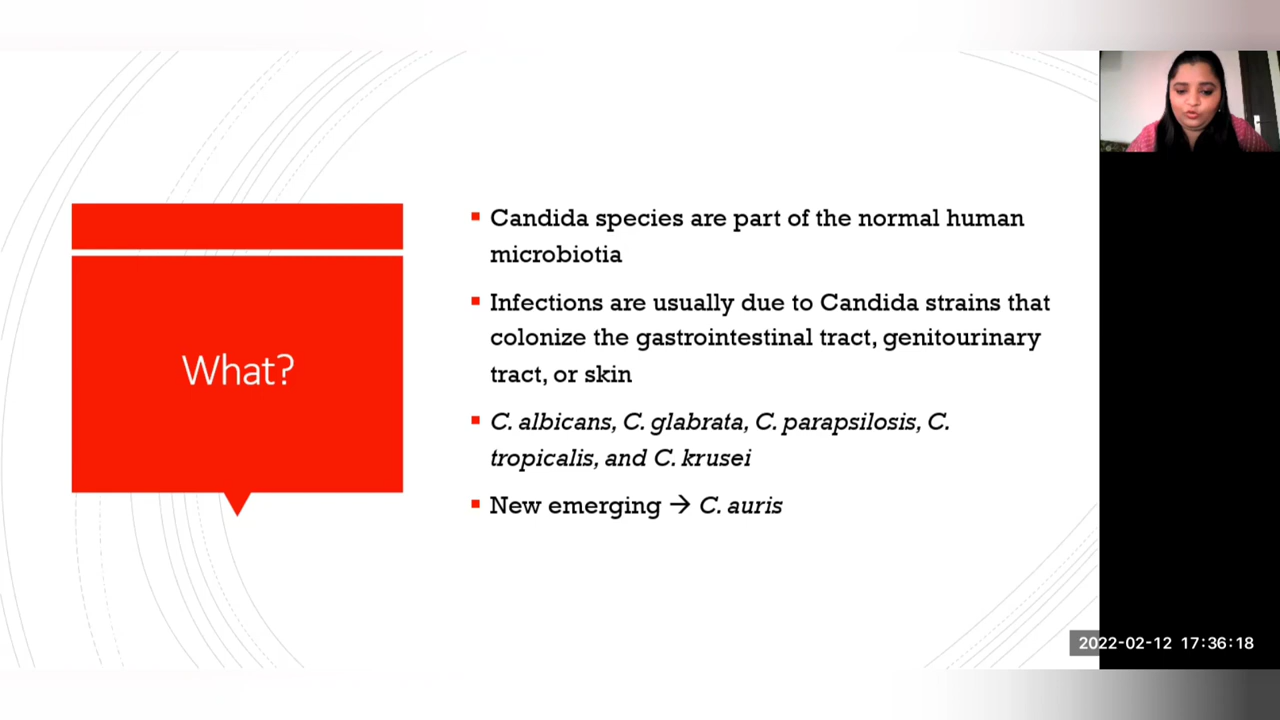 What?
Candida species are part of the normal human
microbiotia
Infections are usually due to Candida strains that
colonize the gastrointestinal tract, genitourinary
tract, or skin
C. albicans, C. glabrata, C. parapsilosis, C.
tropicalis, and C. krusei
New emerging → C. auris
2022-02-12 17:36:18